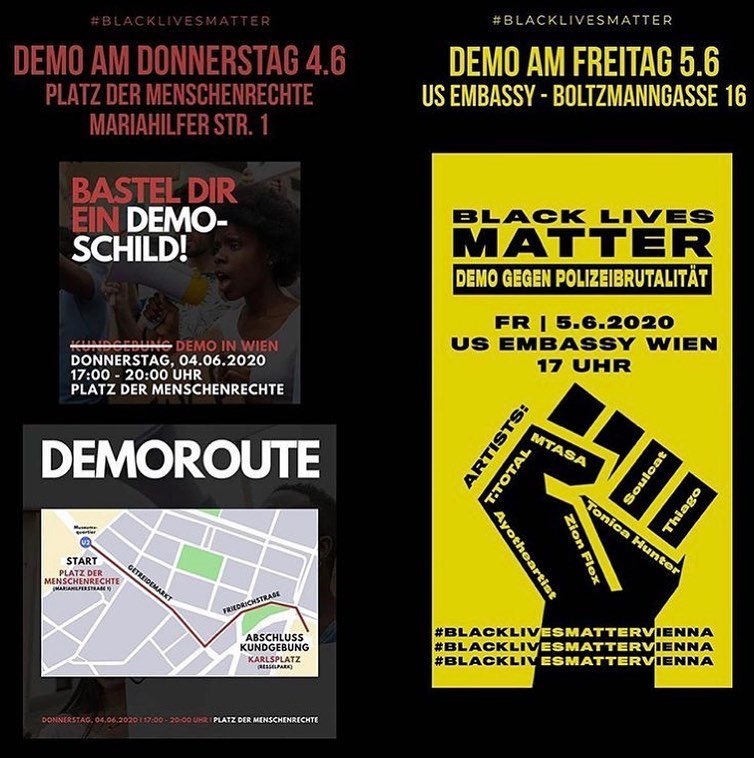 #BLACKLIVESMATTER
DEMO AM DONNERSTAG 4.6
PLATZ DER MENSCHENRECHTE
MARIAHILFER STR. 1
BASTEL DIR
EIN DEMO-
SCHILD!
KUNDGEBUNG DEMO IN WIEN
DONNERSTAG, 04.06.2020
17:00 - 20:00 UHR
PLATZ DER MENSCHENRECHTE
DEMOROUTE
Museums-
quartier
U2
START
PLATZ DER
MENSCHENRECHTE
(MARIAHILFERSTRAßE 1)
GETREIDEMARKT
FRIEDRICHSTRAßE
ABSCHLUSS
KUNDGEBUNG
KARLSPLATZ
(RESSELPARK)
DONNERSTAG, 04.06.2020 I 17:00 - 20:00 UHR I PLATZ DER MENSCHENRECHTE
#BLACKLIVESMATTER
DEMO AM FREITAG 5.6
US EMBASSY - BOLTZMANNGASSE 16
BLACK LIVES
MATTER
DEMO GEGEN POLIZEIBRUTALITÄT
FR | 5.6.2020
US EMBASSY WIEN
17 UHR
ARTISTS:
T.TOTAL
MTASA
Soulcat
Thiago
Ayotheartist
Zion Flex
Tonica Hunter
#BLACKLIVESMATTERVIENNA
#BLACKLIVESMATTERVIENNA
#BLACKLIVESMATTERVIENNA